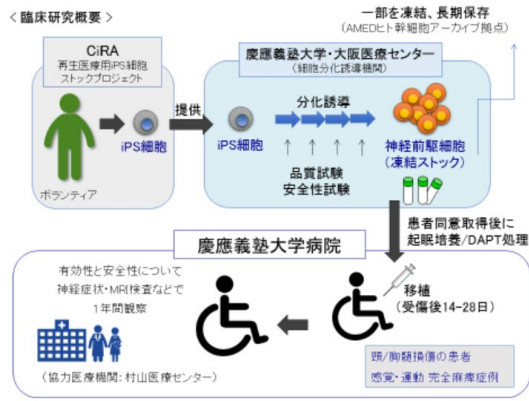 ＜臨床研究概要＞
一部を凍結、長期保存
(AMEDヒト幹細胞アーカイブ拠点)
CiRA
再生医療用iPS細胞
ストックプロジェクト
iPS細胞
ボランティア
提供
慶應義塾大学・大阪医療センター
(細胞分化誘導機関)
iPS細胞
分化誘導
品質試験
安全性試験
神経前駆細胞
(凍結ストック)
患者同意取得後に
起眠培養/DAPT処理
慶應義塾大学病院
有効性と安全性について
神経症状・MRI検査などで
1年間観察
(協力医療機関: 村山医療センター)
移植
(受傷後14-28日)
頸/胸髄損傷の患者
感覚・運動 完全麻痺症例